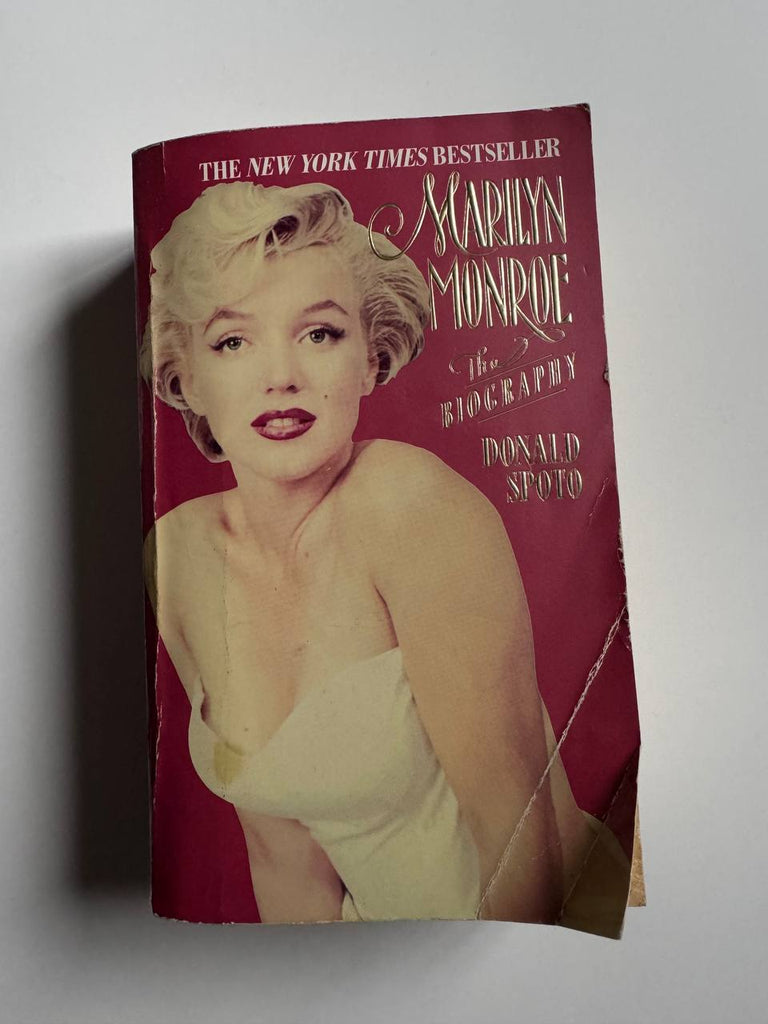 THE NEW YORK TIMES BESTSELLER
MARILYN
MONROE
The
BIOGRAPHY
DONALD
SPOTO